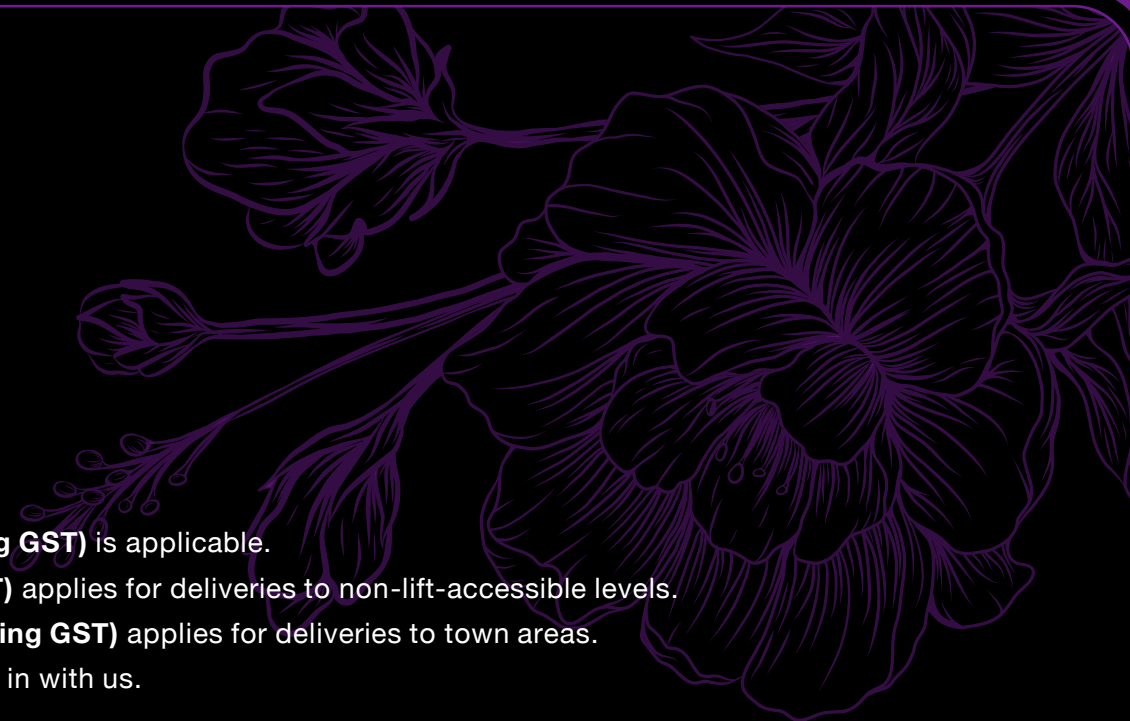 GST) is applicable.
applies for deliveries to non-lift-accessible levels.
GST) applies for deliveries to town areas.
in with us.